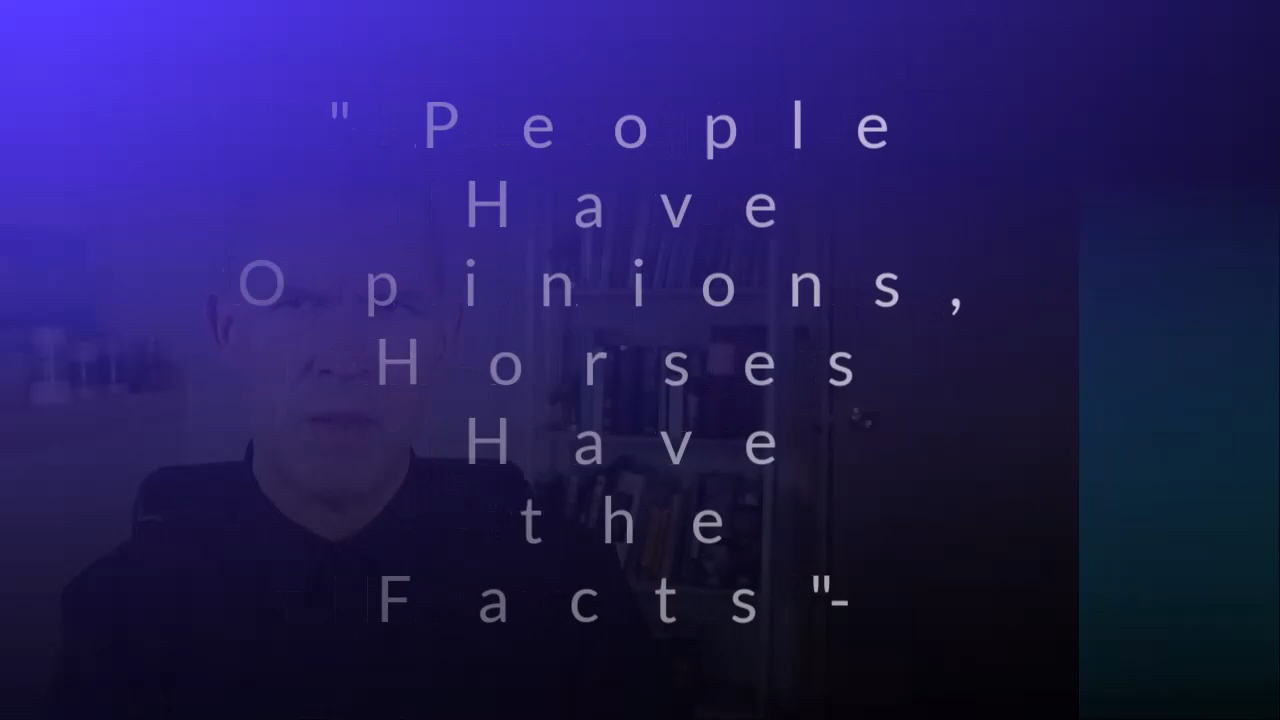 "People
Have
Opinions,
Horses
Have
the
Facts"-